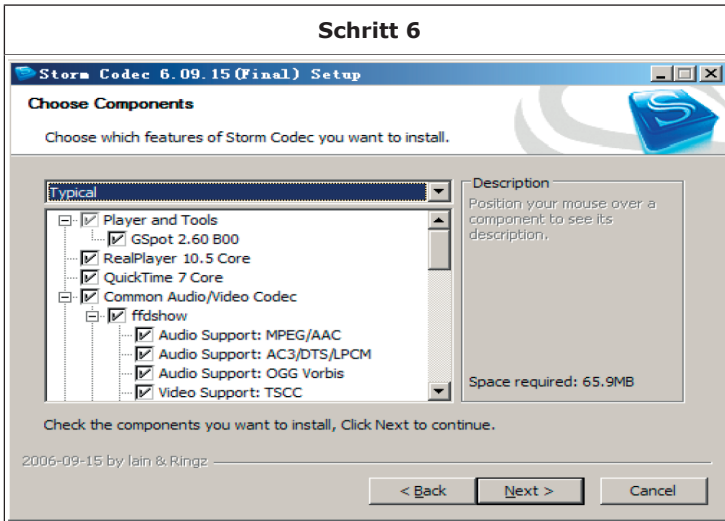 Schritt 6
Storm Codec 6.09.15(Final) Setup
Choose Components
Choose which features of Storm Codec you want to install.
Typical
Player and Tools
GSpot 2.60 B00
RealPlayer 10.5 Core
QuickTime 7 Core
Common Audio/Video Codec
ffdshow
Audio Support: MPEG/AAC
Audio Support: AC3/DTS/LPCM
Audio Support: OGG Vorbis
Video Support: TSCC
Description
Position your mouse over a
component to see its
description.
Space required: 65.9MB
Check the components you want to install, Click Next to continue.
2006-09-15 by lain & Ringz
< Back Next > Cancel